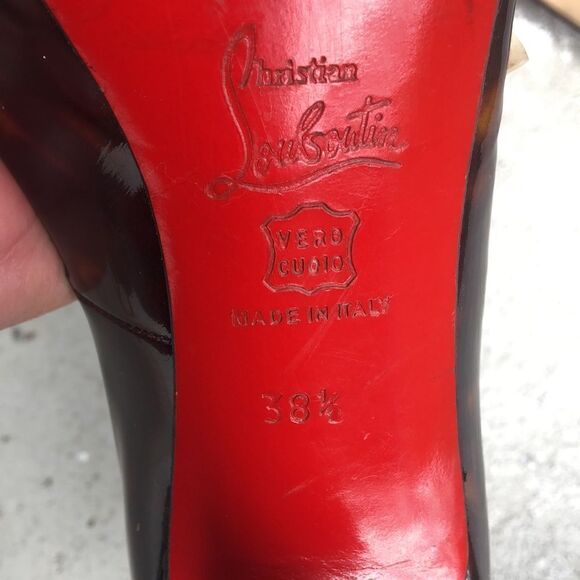 Christian
Louboutin
VERO
CUOIO
MADE IN ITALY
38½